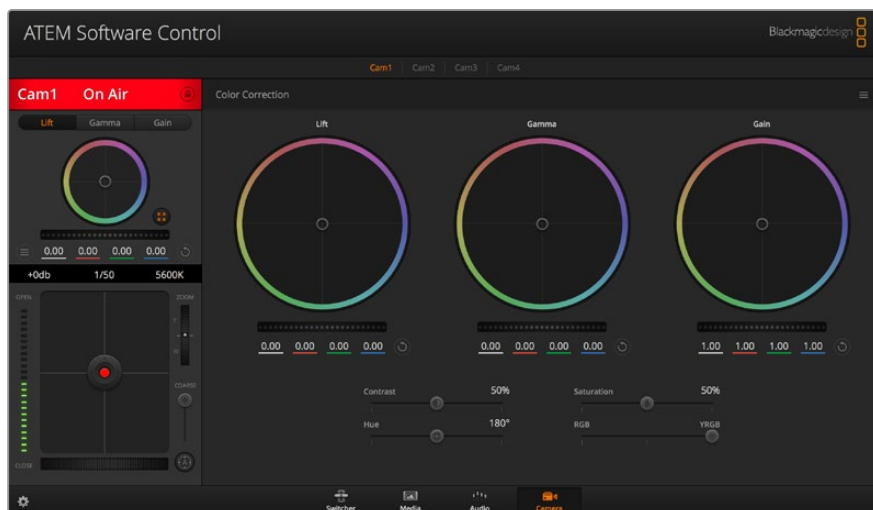 ATEM Software Control
Blackmagicdesign
Cam1 Cam2 Cam3 Cam4
Cam1 On Air
Color Correction
Lift Gamma Gain
Lift Gamma Gain
0.00 0.00 0.00 0.00
+0db 1/50 5600K
OPEN
ZOOM
T
W
COARSE
CLOSE
0.00 0.00 0.00 0.00
0.00 0.00 0.00 0.00
1.00 1.00 1.00 1.00
Contrast 50% Saturation 50%
Hue 180° RGB YRGB
Switcher Media Audio Camera